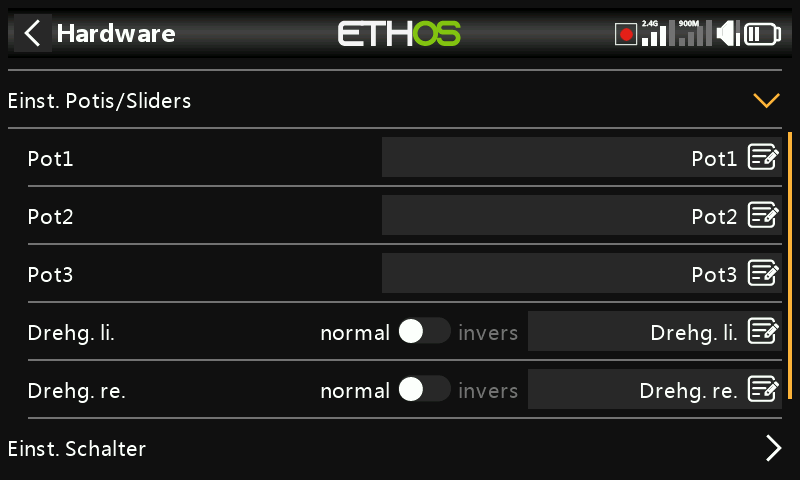 Hardware
ETHOS
2.4G
900M
Einst. Potis/Sliders
Pot1 Pot1
Pot2 Pot2
Pot3 Pot3
Drehg. li. normal invers Drehg. li.
Drehg. re. normal invers Drehg. re.
Einst. Schalter